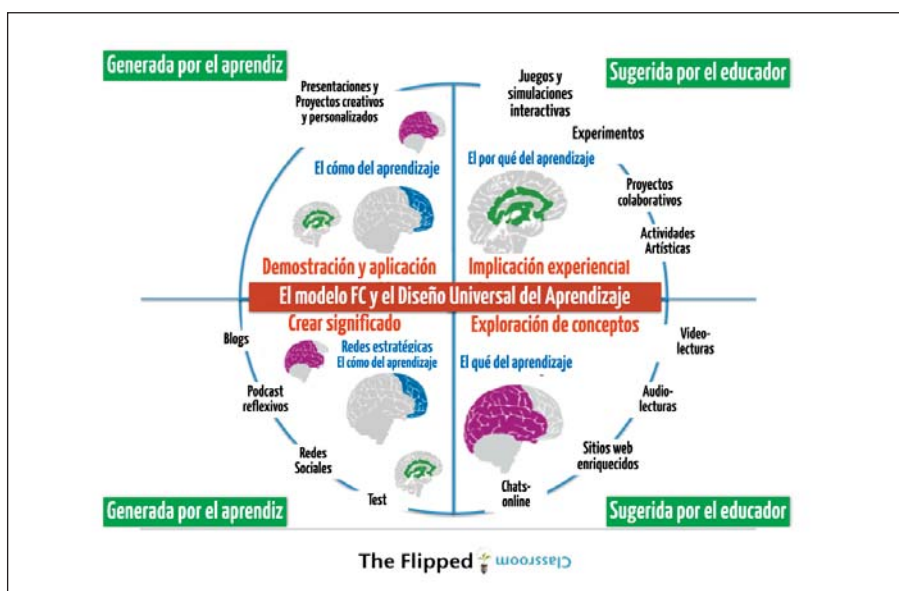 Generada por el aprendiz
Sugerida por el educador
Presentaciones y
Proyectos creativos
y personalizados
Juegos y
simulaciones
interactivas
Experimentos
El cómo del aprendizaje
El por qué del aprendizaje
Proyectos
colaborativos
Actividades
Artísticas
Demostración y aplicación
Implicación experiencial
El modelo FC y el Diseño Universal del Aprendizaje
Crear significado
Exploración de conceptos
Blogs
Redes estratégicas
El cómo del aprendizaje
El qué del aprendizaje
Video-
lecturas
Podcast
reflexivos
Audio-
lecturas
Redes
Sociales
Sitios web
enriquecidos
Test
Chats-
online
Generada por el aprendiz
Sugerida por el educador
The Flipped Classroom